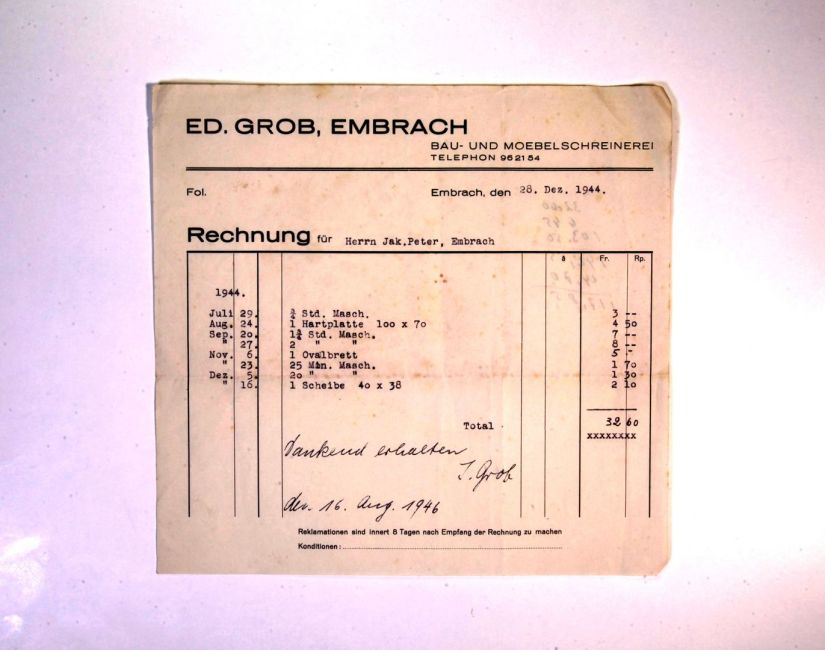 ED. GROB, EMBRACH
BAU- UND MOEBELSCHREINEREI
TELEPHON 962154
Fol.
Embrach, den 28. Dez. 1944.
Rechnung für Herrn Jak.Peter, Embrach
$ Fr. Rp.
1944.
Juli 29. ¾ Std. Masch. 3 --
Aug. 24. 1 Hartplatte 100 x 70 4 50
Sep. 20. 1¾ Std. Masch. 7 --
" 27. 2 " " 8 --
Nov. 6. 1 Ovalbrett 5 -
" 23. 25 Min. Masch. 1 70
Dez. 5. 20 " " 1 30
" 16. 1 Scheibe 40 x 38 2 10
Total 32 60
xxxxxxxx
Dankend erhalten
Grob
den 16. Aug. 1946
Reklamationen sind innert 8 Tagen nach Empfang der Rechnung zu machen
Konditionen: